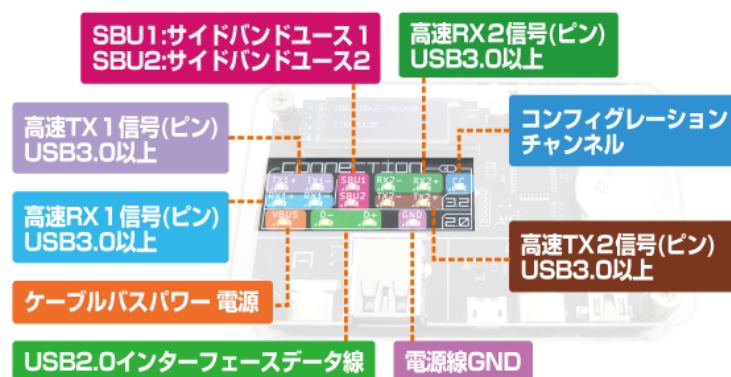 SBU1:サイドバンドユース1
SBU2:サイドバンドユース2
高速RX2信号(ピン)
USB3.0以上
高速TX1信号(ピン)
USB3.0以上
コンフィグレーション
チャンネル
connection
TX1+ TX1- SBU1 RX2- RX2+ CC
RX1+ RX1- SBU2 TX2- TX2+ 3.2
VBUS D- D+ GND 2.0
高速RX1信号(ピン)
USB3.0以上
高速TX2信号(ピン)
USB3.0以上
ケーブルバスパワー 電源
USB2.0インターフェースデータ線
電源線GND